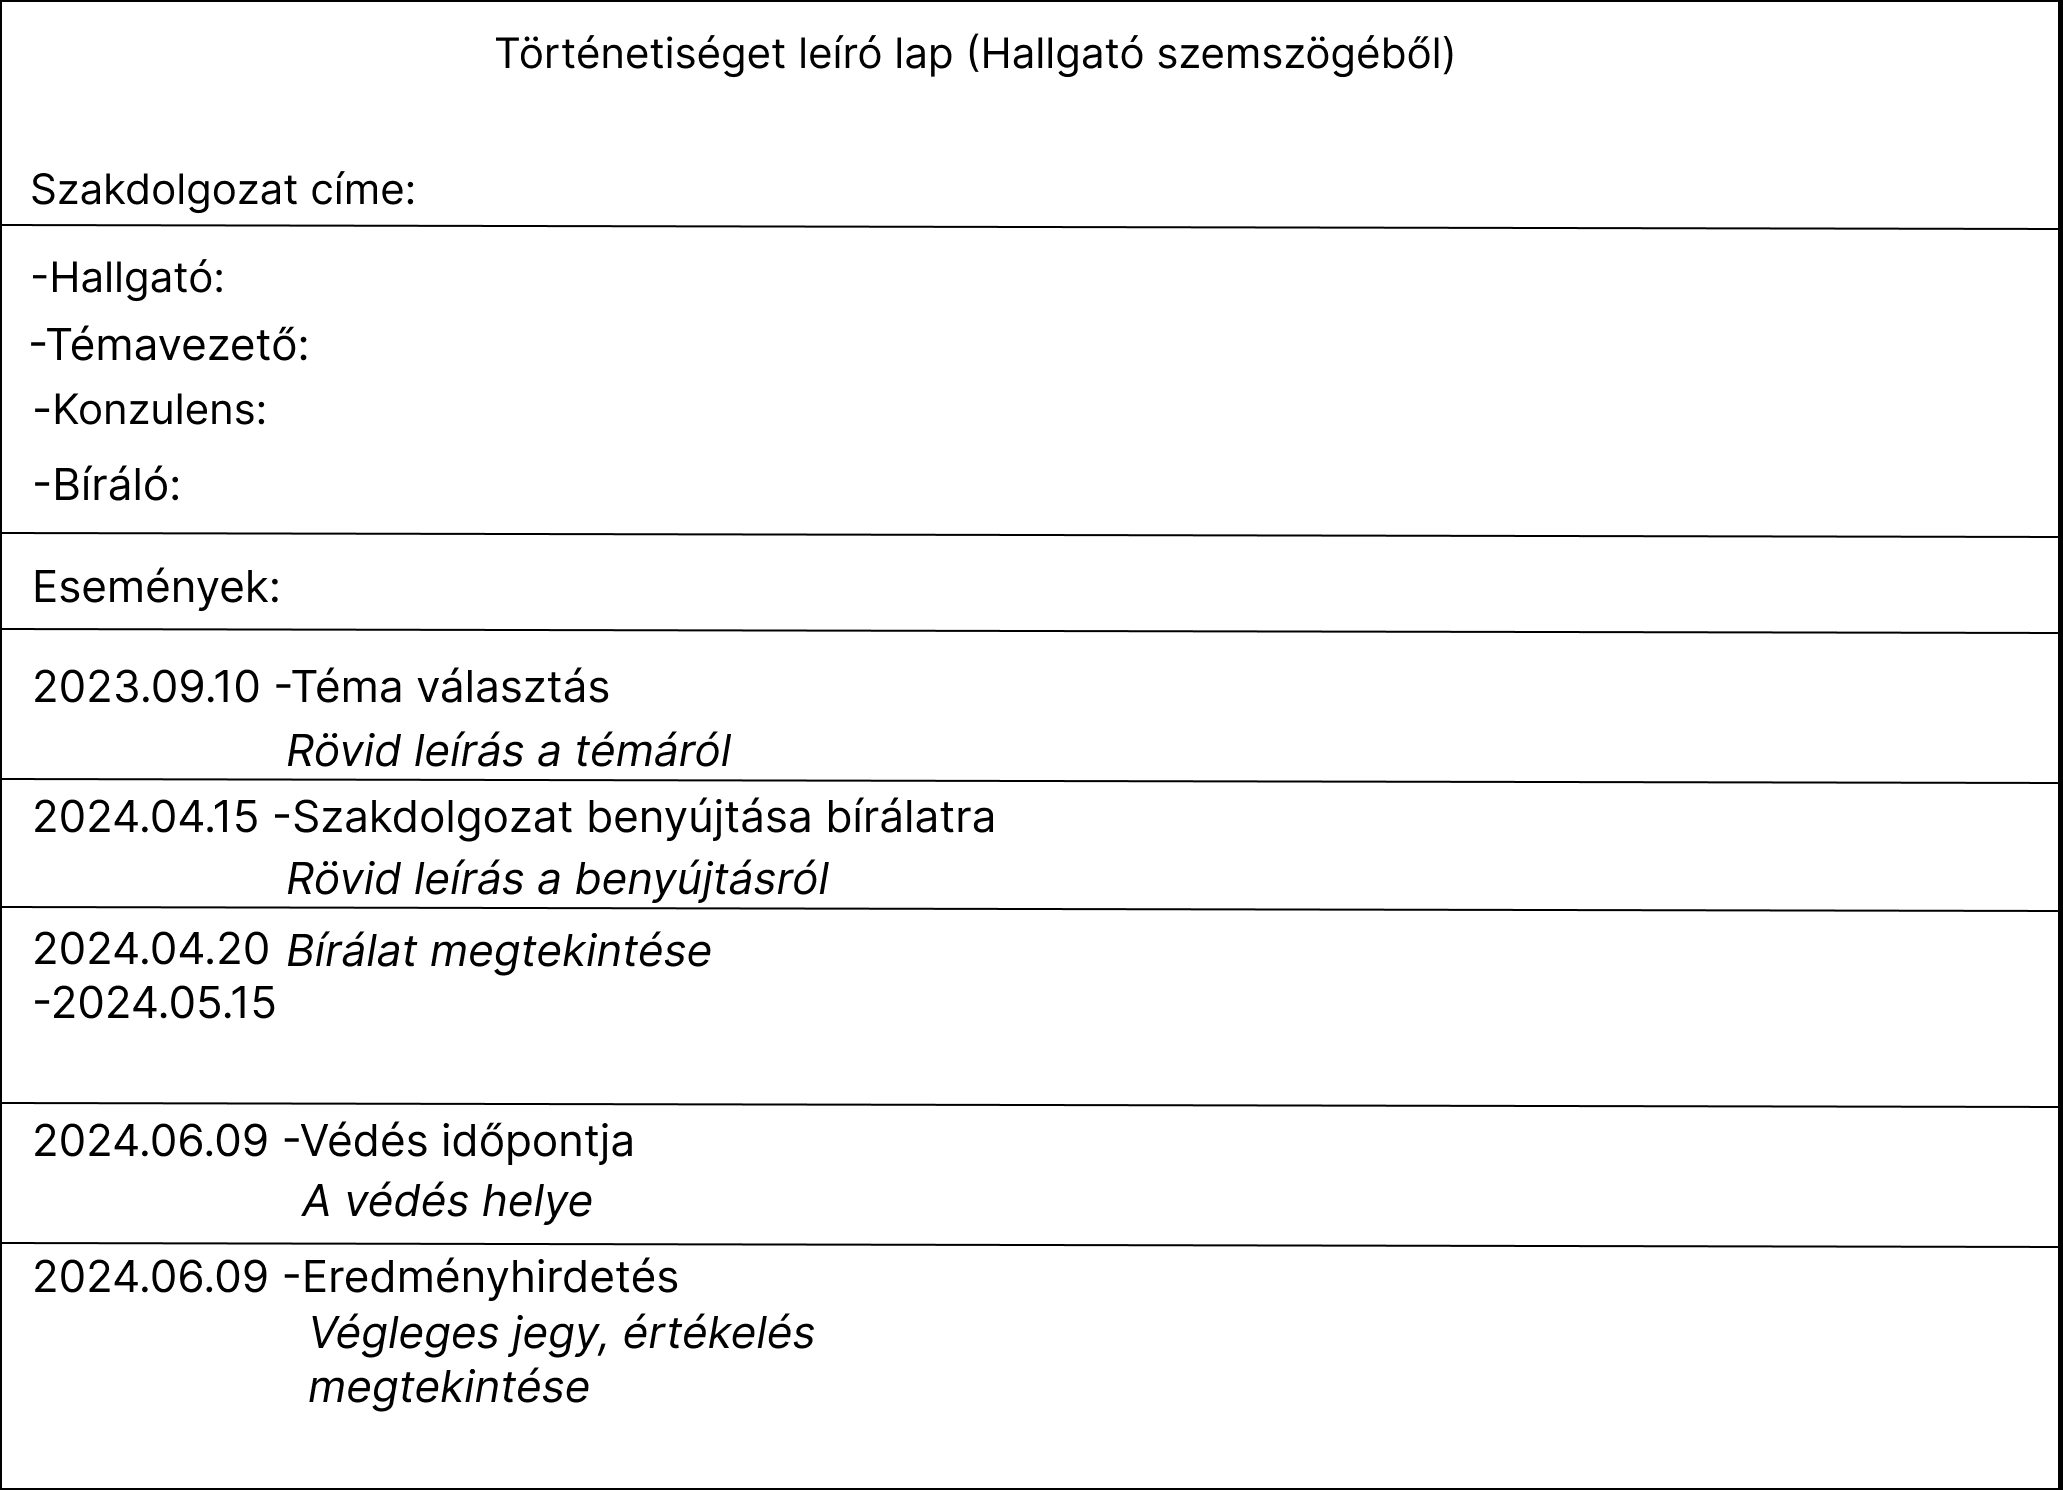 Történetiséget leíró lap (Hallgató szemszögéből)
Szakdolgozat címe:
-Hallgató:
-Témavezető:
-Konzulens:
-Bíráló:
Események:
2023.09.10 -Téma választás
Rövid leírás a témáról
2024.04.15 -Szakdolgozat benyújtása bírálatra
Rövid leírás a benyújtásról
2024.04.20 Bírálat megtekintése
-2024.05.15
2024.06.09 -Védés időpontja
A védés helye
2024.06.09 -Eredményhirdetés
Végleges jegy, értékelés
megtekintése